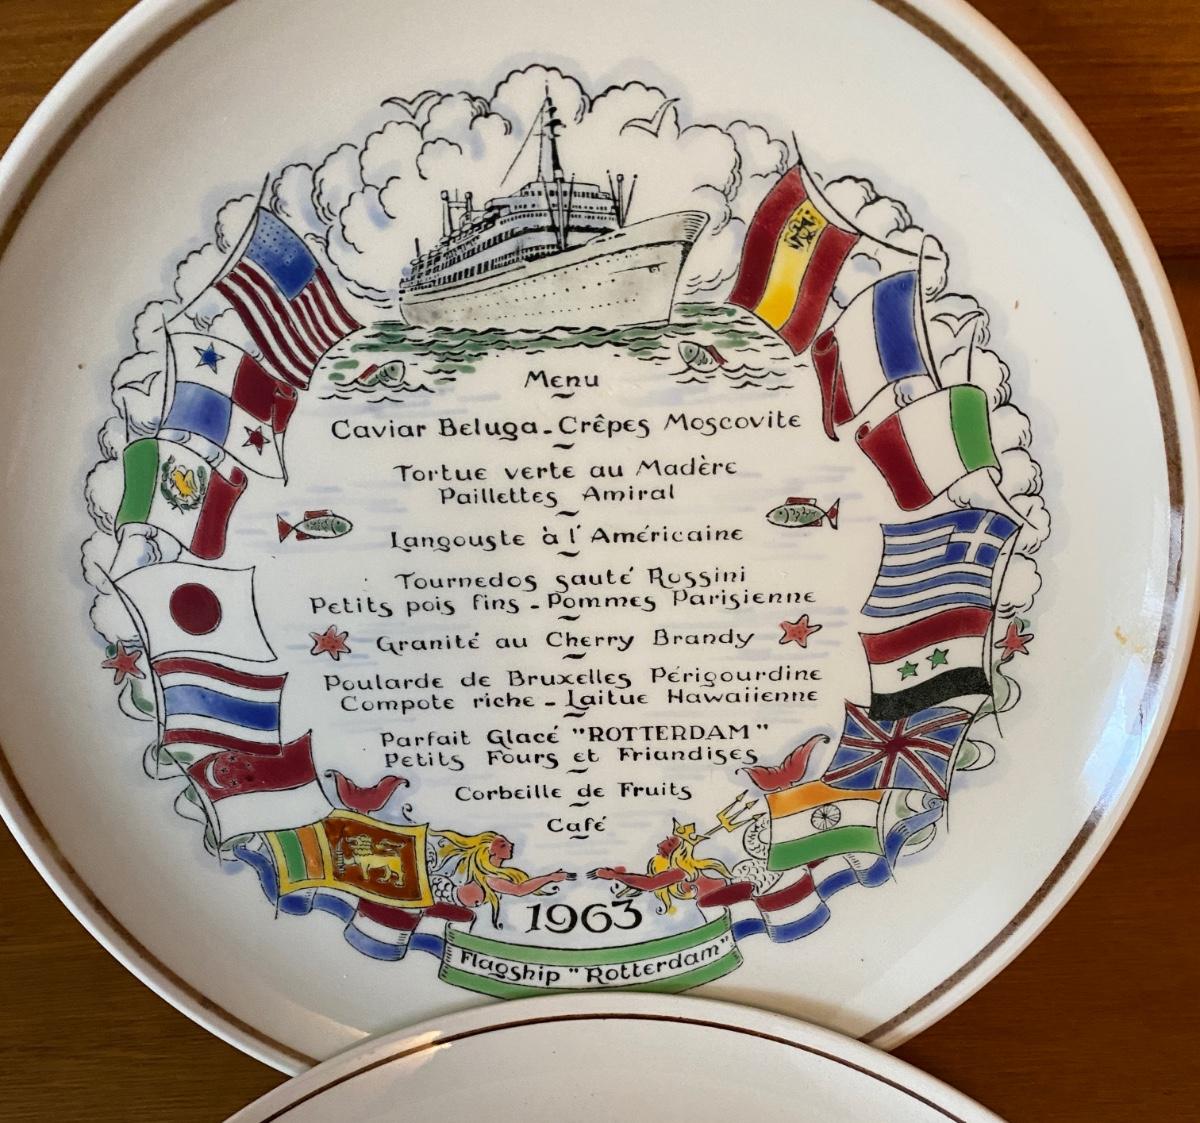 Menu
Caviar Beluga - Crêpes Moscovite
Tortue verte au Madère
Paillettes Amiral
Langouste à l'Américaine
Tournedos sauté Rossini
Petits pois fins - Pommes Parisienne
Granité au Cherry Brandy
Poularde de Bruxelles Périgourdine
Compote riche - Laitue Hawaiienne
Parfait Glacé "ROTTERDAM"
Petits Fours et Friandises
Corbeille de Fruits
Café
1963
Flagship "Rotterdam"